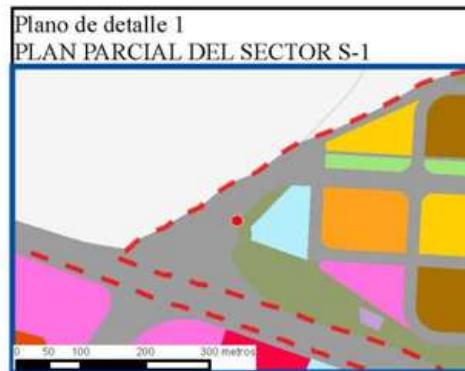 Plano de detalle 1
PLAN PARCIAL DEL SECTOR S-1
0 50 100 200 300 metros